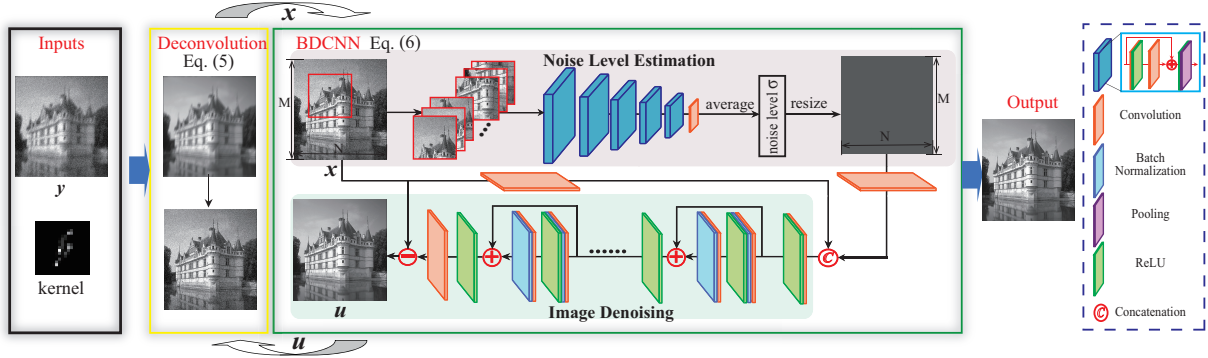 x
Inputs
y
kernel
Deconvolution
Eq. (5)
BDCNN Eq. (6)
Noise Level Estimation
M
N
x
average
noise level σ
resize
M
N
u
Image Denoising
C
u
Output
Convolution
Batch
Normalization
Pooling
ReLU
C Concatenation